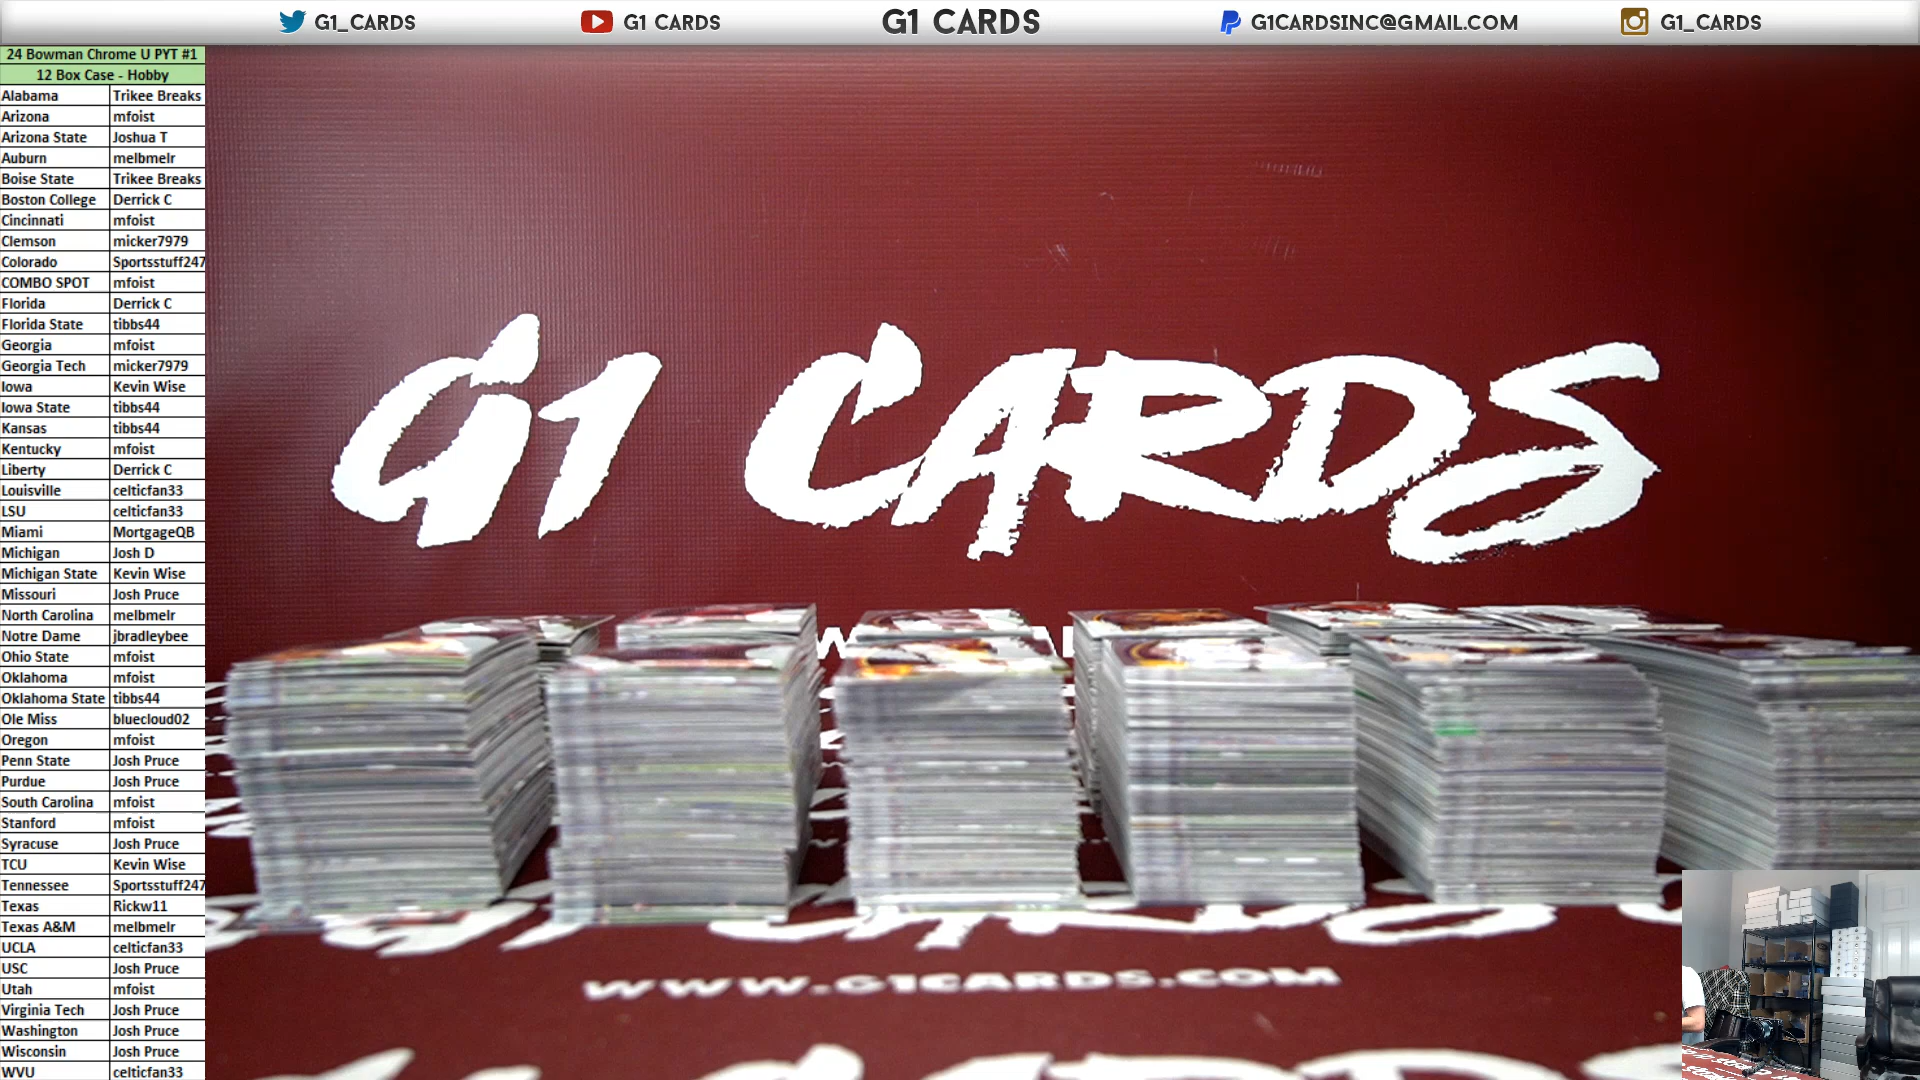 G1_CARDS
G1 CARDS
G1 CARDS
G1CARDSINC@GMAIL.COM
G1_CARDS
24 Bowman Chrome U PYT #1
12 Box Case - Hobby
Alabama Trikee Breaks
Arizona mfoist
Arizona State Joshua T
Auburn melbmelr
Boise State Trikee Breaks
Boston College Derrick C
Cincinnati mfoist
Clemson micker7979
Colorado Sportsstuff247
COMBO SPOT mfoist
Florida Derrick C
Florida State tibbs44
Georgia mfoist
Georgia Tech micker7979
Iowa Kevin Wise
Iowa State tibbs44
Kansas tibbs44
Kentucky mfoist
Liberty Derrick C
Louisville celticfan33
LSU celticfan33
Miami MortgageQB
Michigan Josh D
Michigan State Kevin Wise
Missouri Josh Pruce
North Carolina melbmelr
Notre Dame jbradleybee
Ohio State mfoist
Oklahoma mfoist
Oklahoma State tibbs44
Ole Miss bluecloud02
Oregon mfoist
Penn State Josh Pruce
Purdue Josh Pruce
South Carolina mfoist
Stanford mfoist
Syracuse Josh Pruce
TCU Kevin Wise
Tennessee Sportsstuff247
Texas Rickw11
Texas A&M melbmelr
UCLA celticfan33
USC Josh Pruce
Utah mfoist
Virginia Tech Josh Pruce
Washington Josh Pruce
Wisconsin Josh Pruce
WVU celticfan33
G1 CARDS
WWW.G1CARDS.COM